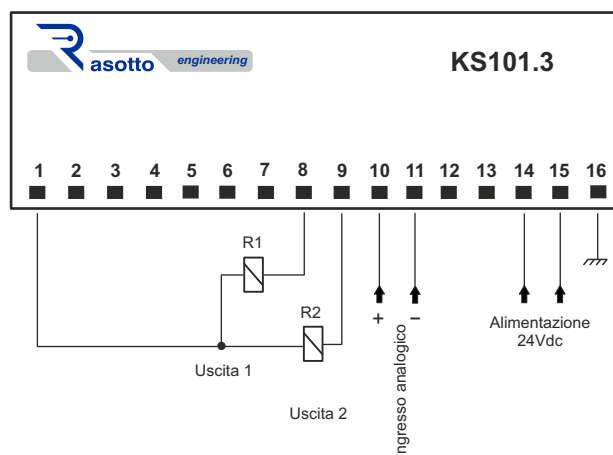 Rasotto engineering
KS101.3
1 2 3 4 5 6 7 8 9 10 11 12 13 14 15 16
R1
R2
+ −
Uscita 1
Uscita 2
ngresso analogico
Alimentazione
24Vdc